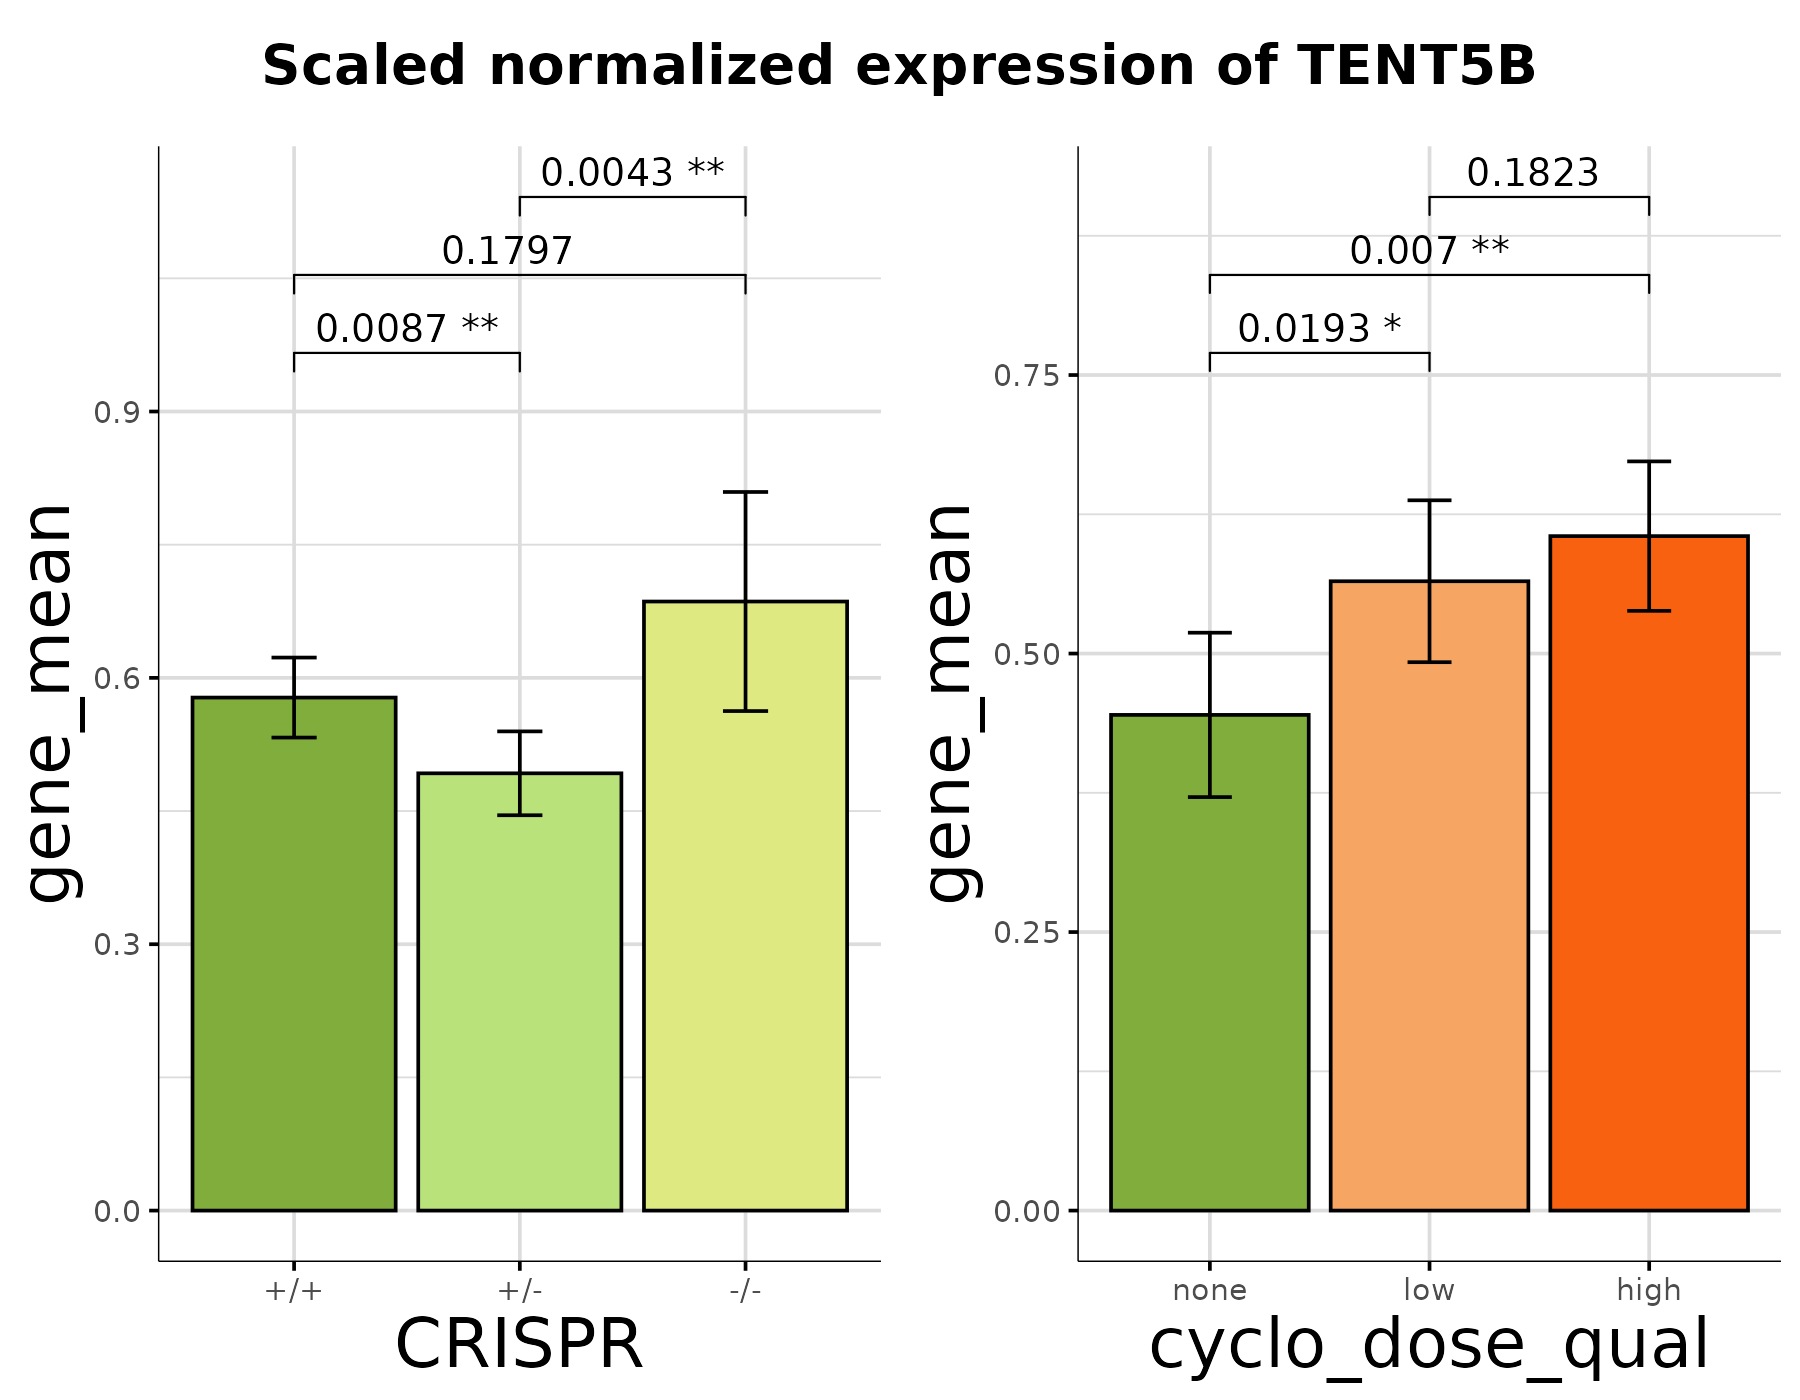 Scaled normalized expression of TENT5B
gene_mean
0.9
0.6
0.3
0.0
0.0043 **
0.1797
0.0087 **
+/+ +/- -/-
CRISPR
gene_mean
0.75
0.50
0.25
0.00
0.1823
0.007 **
0.0193 *
none low high
cyclo_dose_qual